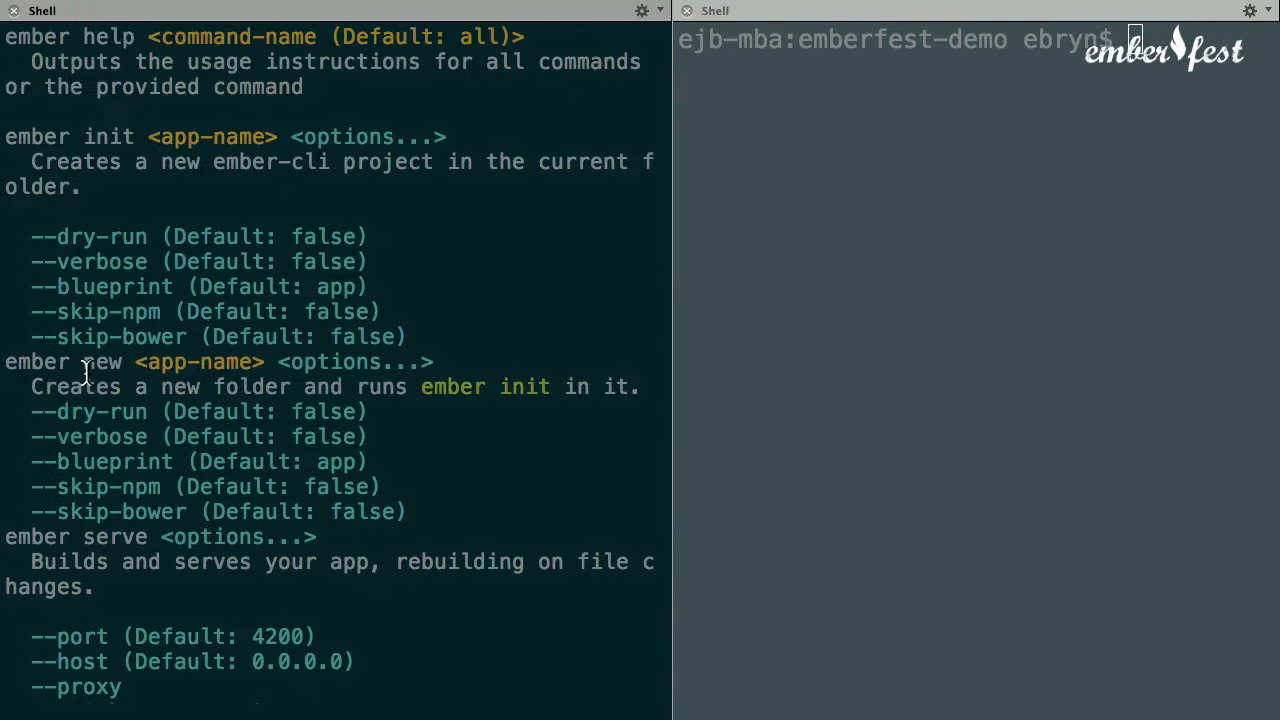 Shell
ember help <command-name (Default: all)>
Outputs the usage instructions for all commands
or the provided command
ember init <app-name> <options...>
Creates a new ember-cli project in the current f
older.
--dry-run (Default: false)
--verbose (Default: false)
--blueprint (Default: app)
--skip-npm (Default: false)
--skip-bower (Default: false)
ember new <app-name> <options...>
Creates a new folder and runs ember init in it.
--dry-run (Default: false)
--verbose (Default: false)
--blueprint (Default: app)
--skip-npm (Default: false)
--skip-bower (Default: false)
ember serve <options...>
Builds and serves your app, rebuilding on file c
hanges.
--port (Default: 4200)
--host (Default: 0.0.0.0)
--proxy
Shell
ejb-mba:emberfest-demo ebryn$
ember fest